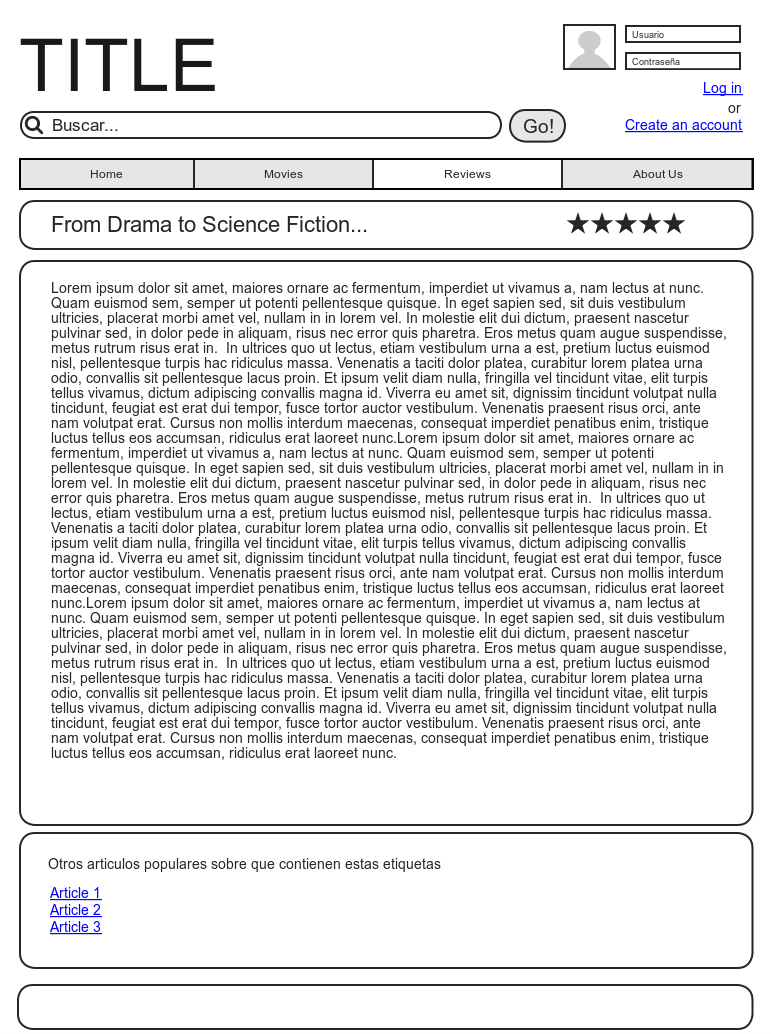 TITLE
Usuario
Contraseña
Log in
or
Create an account
Buscar...
Go!
Home
Movies
Reviews
About Us
From Drama to Science Fiction...
★★★★★
Lorem ipsum dolor sit amet, maiores ornare ac fermentum, imperdiet ut vivamus a, nam lectus at nunc.
Quam euismod sem, semper ut potenti pellentesque quisque. In eget sapien sed, sit duis vestibulum
ultricies, placerat morbi amet vel, nullam in in lorem vel. In molestie elit dui dictum, praesent nascetur
pulvinar sed, in dolor pede in aliquam, risus nec error quis pharetra. Eros metus quam augue suspendisse,
metus rutrum risus erat in.  In ultrices quo ut lectus, etiam vestibulum urna a est, pretium luctus euismod
nisl, pellentesque turpis hac ridiculus massa. Venenatis a taciti dolor platea, curabitur lorem platea urna
odio, convallis sit pellentesque lacus proin. Et ipsum velit diam nulla, fringilla vel tincidunt vitae, elit turpis
tellus vivamus, dictum adipiscing convallis magna id. Viverra eu amet sit, dignissim tincidunt volutpat nulla
tincidunt, feugiat est erat dui tempor, fusce tortor auctor vestibulum. Venenatis praesent risus orci, ante
nam volutpat erat. Cursus non mollis interdum maecenas, consequat imperdiet penatibus enim, tristique
luctus tellus eos accumsan, ridiculus erat laoreet nunc.Lorem ipsum dolor sit amet, maiores ornare ac
fermentum, imperdiet ut vivamus a, nam lectus at nunc. Quam euismod sem, semper ut potenti
pellentesque quisque. In eget sapien sed, sit duis vestibulum ultricies, placerat morbi amet vel, nullam in in
lorem vel. In molestie elit dui dictum, praesent nascetur pulvinar sed, in dolor pede in aliquam, risus nec
error quis pharetra. Eros metus quam augue suspendisse, metus rutrum risus erat in.  In ultrices quo ut
lectus, etiam vestibulum urna a est, pretium luctus euismod nisl, pellentesque turpis hac ridiculus massa.
Venenatis a taciti dolor platea, curabitur lorem platea urna odio, convallis sit pellentesque lacus proin. Et
ipsum velit diam nulla, fringilla vel tincidunt vitae, elit turpis tellus vivamus, dictum adipiscing convallis
magna id. Viverra eu amet sit, dignissim tincidunt volutpat nulla tincidunt, feugiat est erat dui tempor, fusce
tortor auctor vestibulum. Venenatis praesent risus orci, ante nam volutpat erat. Cursus non mollis interdum
maecenas, consequat imperdiet penatibus enim, tristique luctus tellus eos accumsan, ridiculus erat laoreet
nunc.Lorem ipsum dolor sit amet, maiores ornare ac fermentum, imperdiet ut vivamus a, nam lectus at
nunc. Quam euismod sem, semper ut potenti pellentesque quisque. In eget sapien sed, sit duis vestibulum
ultricies, placerat morbi amet vel, nullam in in lorem vel. In molestie elit dui dictum, praesent nascetur
pulvinar sed, in dolor pede in aliquam, risus nec error quis pharetra. Eros metus quam augue suspendisse,
metus rutrum risus erat in.  In ultrices quo ut lectus, etiam vestibulum urna a est, pretium luctus euismod
nisl, pellentesque turpis hac ridiculus massa. Venenatis a taciti dolor platea, curabitur lorem platea urna
odio, convallis sit pellentesque lacus proin. Et ipsum velit diam nulla, fringilla vel tincidunt vitae, elit turpis
tellus vivamus, dictum adipiscing convallis magna id. Viverra eu amet sit, dignissim tincidunt volutpat nulla
tincidunt, feugiat est erat dui tempor, fusce tortor auctor vestibulum. Venenatis praesent risus orci, ante
nam volutpat erat. Cursus non mollis interdum maecenas, consequat imperdiet penatibus enim, tristique
luctus tellus eos accumsan, ridiculus erat laoreet nunc.
Otros articulos populares sobre que contienen estas etiquetas
Article 1
Article 2
Article 3